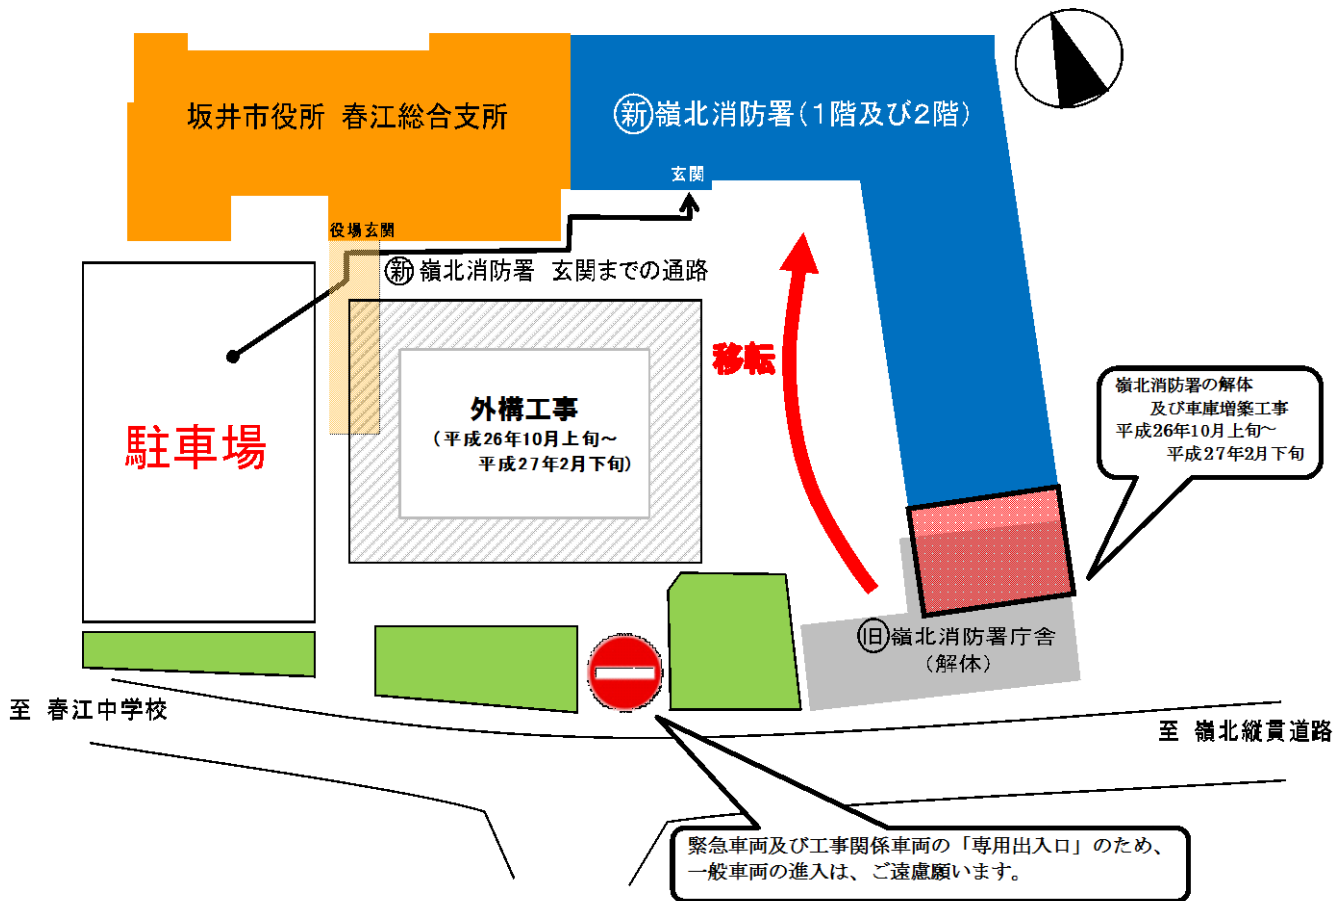 坂井市役所 春江総合支所
新嶺北消防署(1階及び2階)
玄関
役場玄関
新嶺北消防署 玄関までの通路
移転
外構工事
(平成26年10月上旬～
平成27年2月下旬)
駐車場
嶺北消防署の解体
及び車庫増築工事
平成26年10月上旬～
平成27年2月下旬
旧嶺北消防署庁舎
(解体)
至 春江中学校
至 嶺北縦貫道路
緊急車両及び工事関係車両の「専用出入口」のため、
一般車両の進入は、ご遠慮願います。